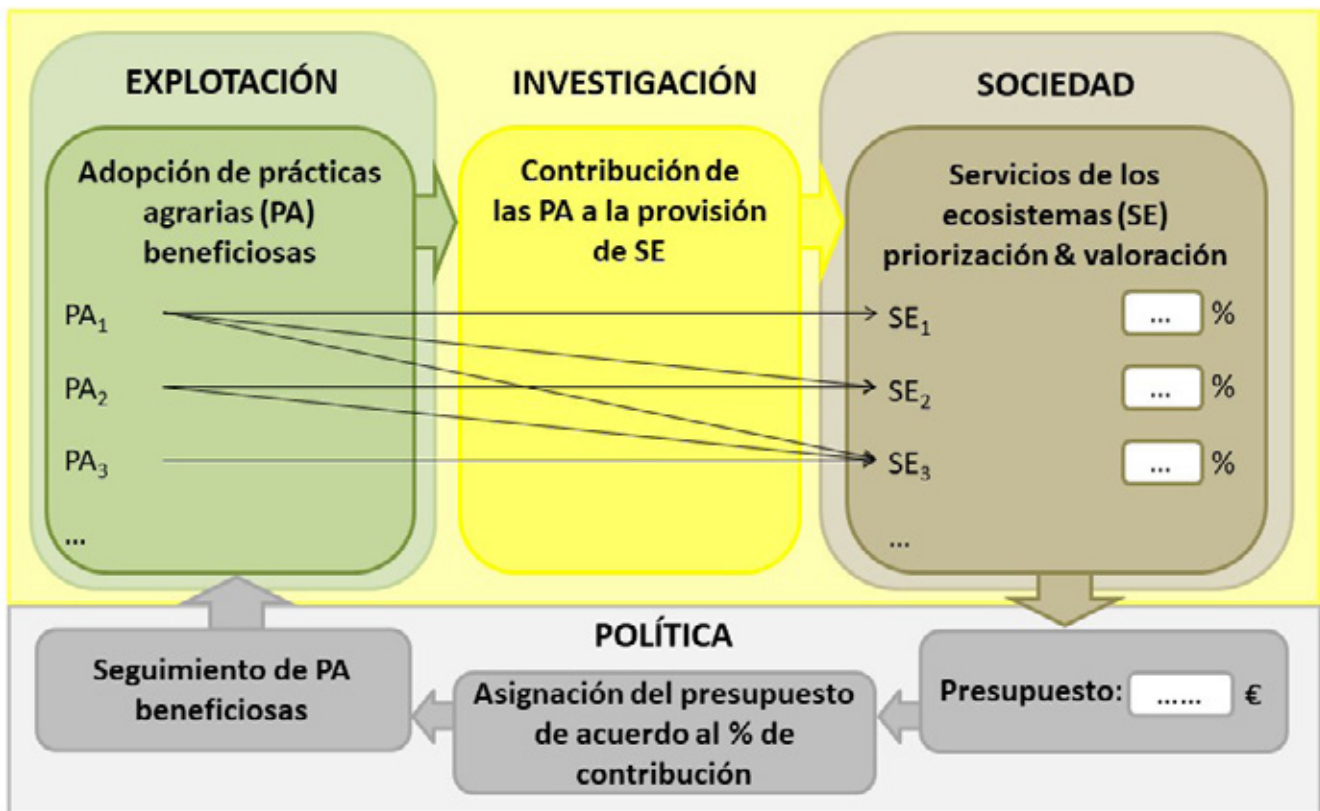 EXPLOTACIÓN
Adopción de prácticas
agrarias (PA)
beneficiosas
PA1
PA2
PA3
...
INVESTIGACIÓN
Contribución de
las PA a la provisión
de SE
SOCIEDAD
Servicios de los
ecosistemas (SE)
priorización & valoración
SE1 ... %
SE2 ... %
SE3 ... %
...
POLÍTICA
Presupuesto: ...... €
Asignación del presupuesto
de acuerdo al % de
contribución
Seguimiento de PA
beneficiosas